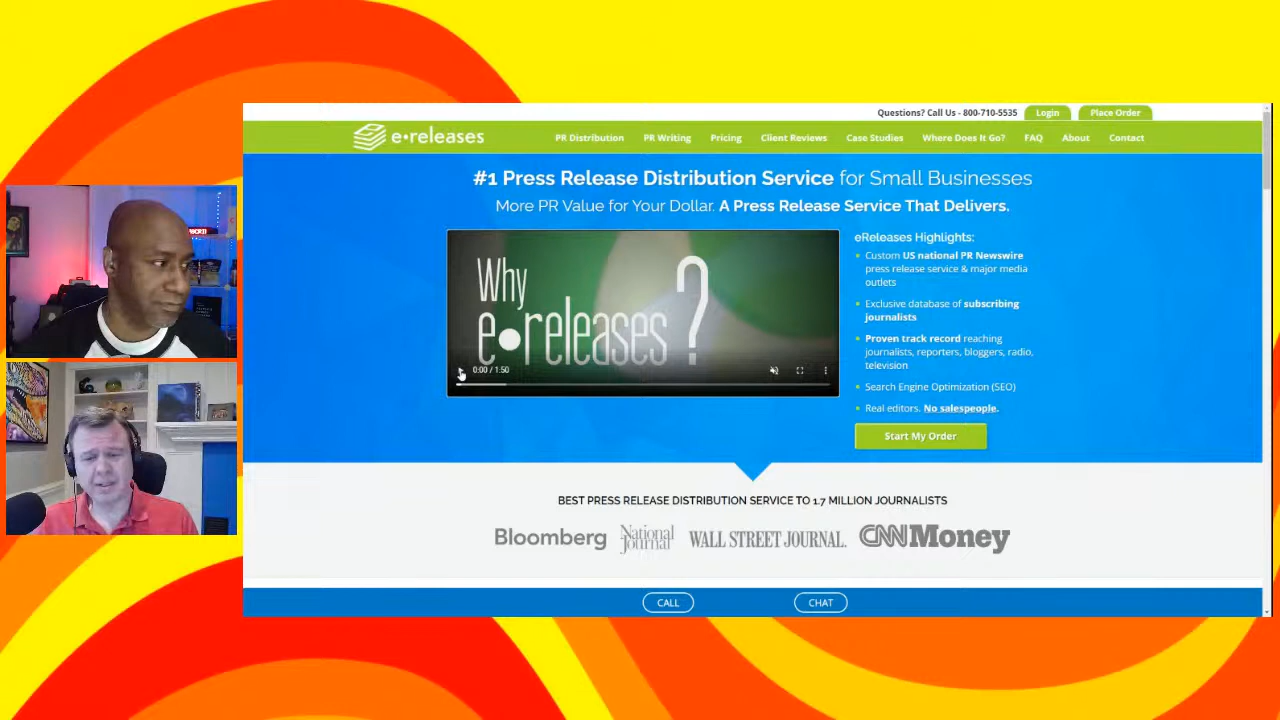 Questions? Call Us - 800-710-5535 Login Place Order
e•releases PR Distribution PR Writing Pricing Client Reviews Case Studies Where Does It Go? FAQ About Contact
#1 Press Release Distribution Service for Small Businesses
More PR Value for Your Dollar. A Press Release Service That Delivers.
Why
e•releases?
0:00 / 1:50
eReleases Highlights:
Custom US national PR Newswire
press release service & major media
outlets
Exclusive database of subscribing
journalists
Proven track record reaching
journalists, reporters, bloggers, radio,
television
Search Engine Optimization (SEO)
Real editors. No salespeople.
Start My Order
BEST PRESS RELEASE DISTRIBUTION SERVICE TO 1.7 MILLION JOURNALISTS
Bloomberg National Journal WALL STREET JOURNAL. CNNMoney
CALL CHAT